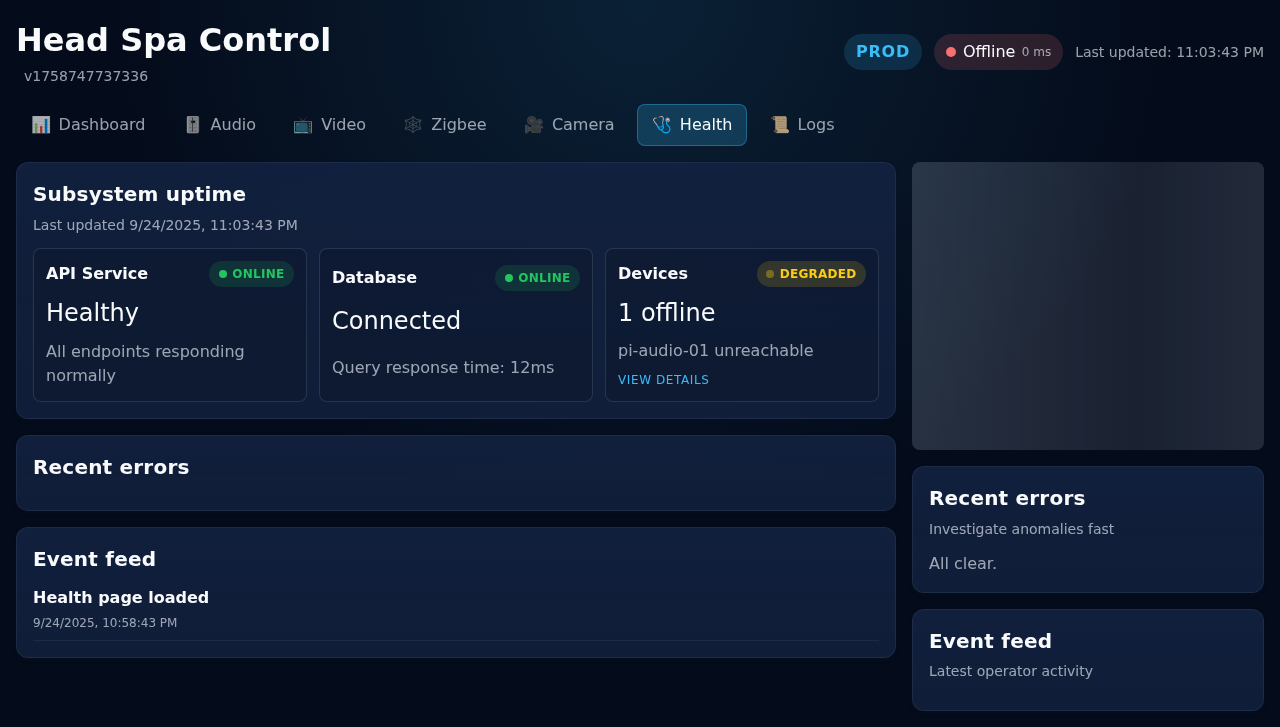 Head Spa Control
v1758747737336
PROD
Offline 0 ms
Last updated: 11:03:43 PM
Dashboard
Audio
Video
Zigbee
Camera
Health
Logs
Subsystem uptime
Last updated 9/24/2025, 11:03:43 PM
API Service
ONLINE
Healthy
All endpoints responding
normally
Database
ONLINE
Connected
Query response time: 12ms
Devices
DEGRADED
1 offline
pi-audio-01 unreachable
VIEW DETAILS
Recent errors
Event feed
Health page loaded
9/24/2025, 10:58:43 PM
Recent errors
Investigate anomalies fast
All clear.
Event feed
Latest operator activity